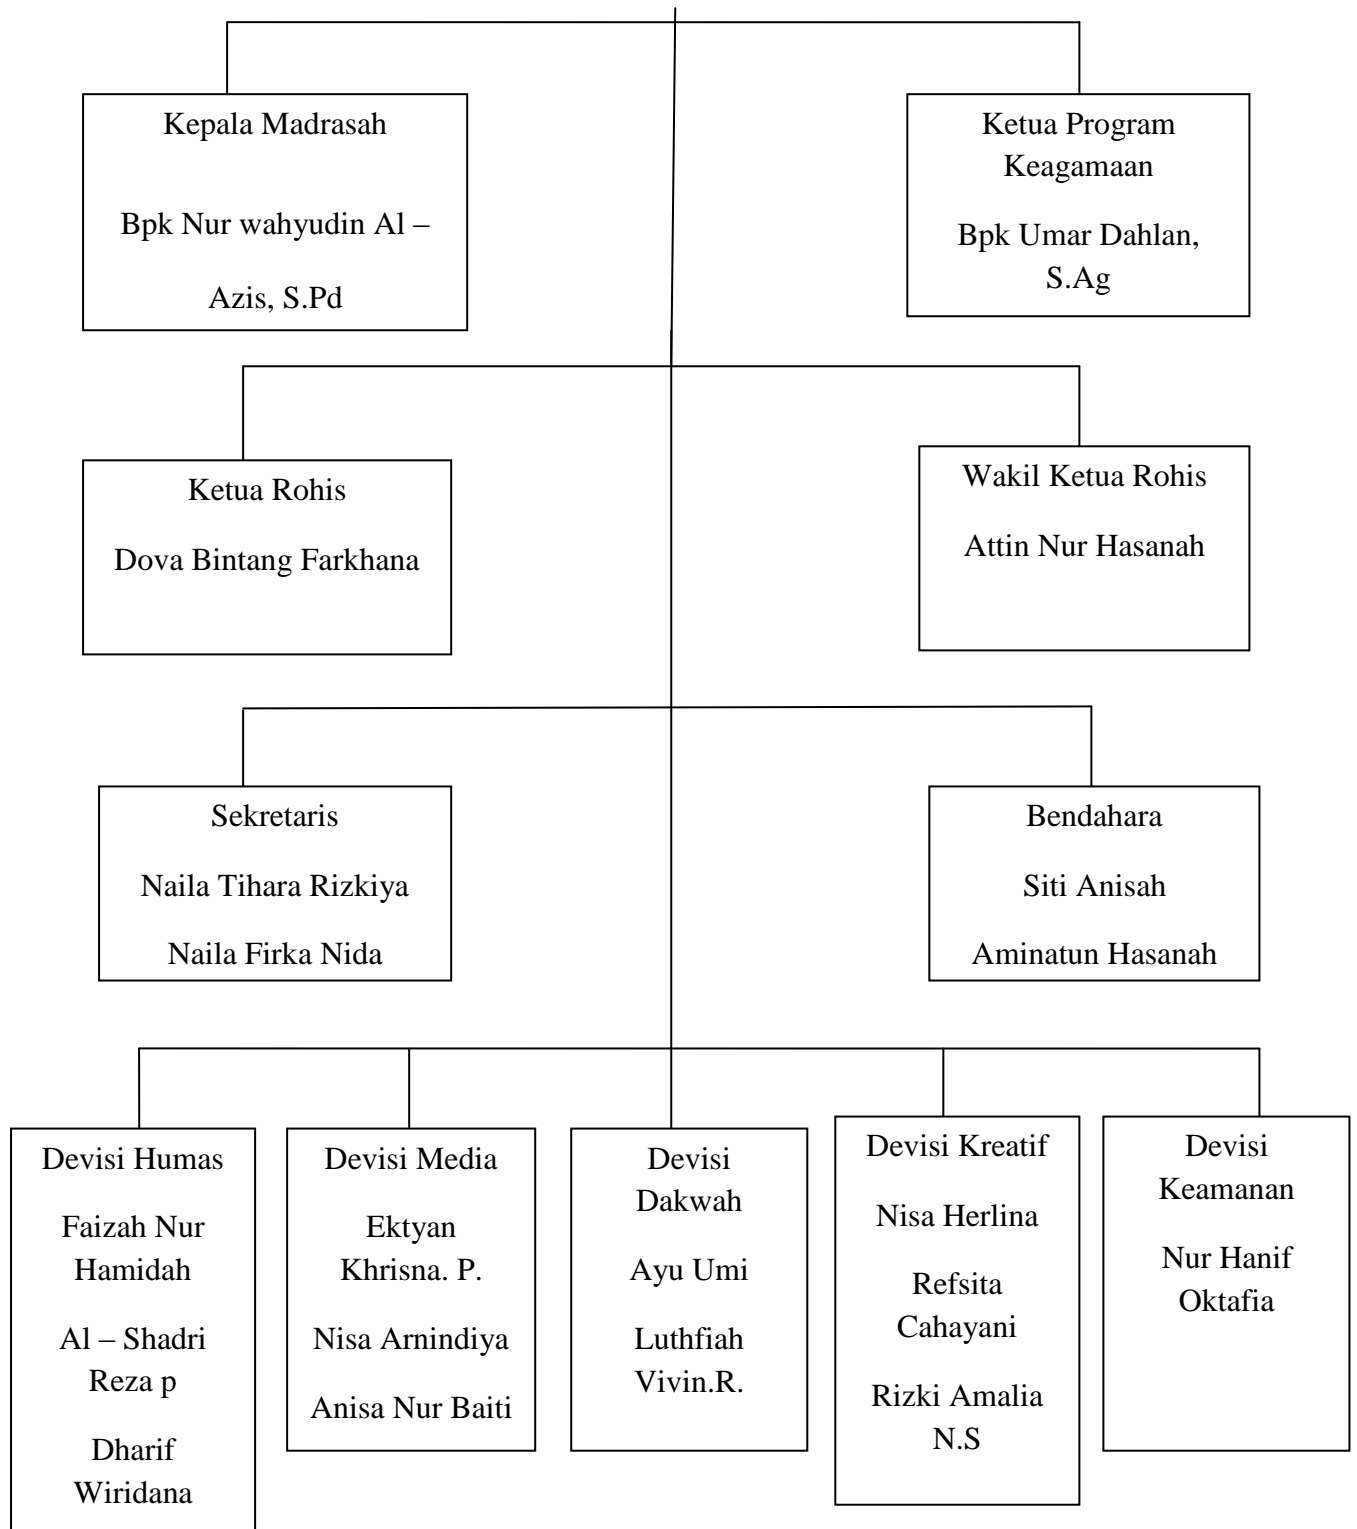 Kepala Madrasah
Bpk Nur wahyudin Al –
Azis, S.Pd
Ketua Program
Keagamaan
Bpk Umar Dahlan,
S.Ag
Ketua Rohis
Dova Bintang Farkhana
Wakil Ketua Rohis
Attin Nur Hasanah
Sekretaris
Naila Tihara Rizkiya
Naila Firka Nida
Bendahara
Siti Anisah
Aminatun Hasanah
Devisi Humas
Faizah Nur
Hamidah
Al – Shadri
Reza p
Dharif
Wiridana
Devisi Media
Ektyan
Khrisna. P.
Nisa Arnindiya
Anisa Nur Baiti
Devisi
Dakwah
Ayu Umi
Luthfiah
Vivin.R.
Devisi Kreatif
Nisa Herlina
Refsita
Cahayani
Rizki Amalia
N.S
Devisi
Keamanan
Nur Hanif
Oktafia